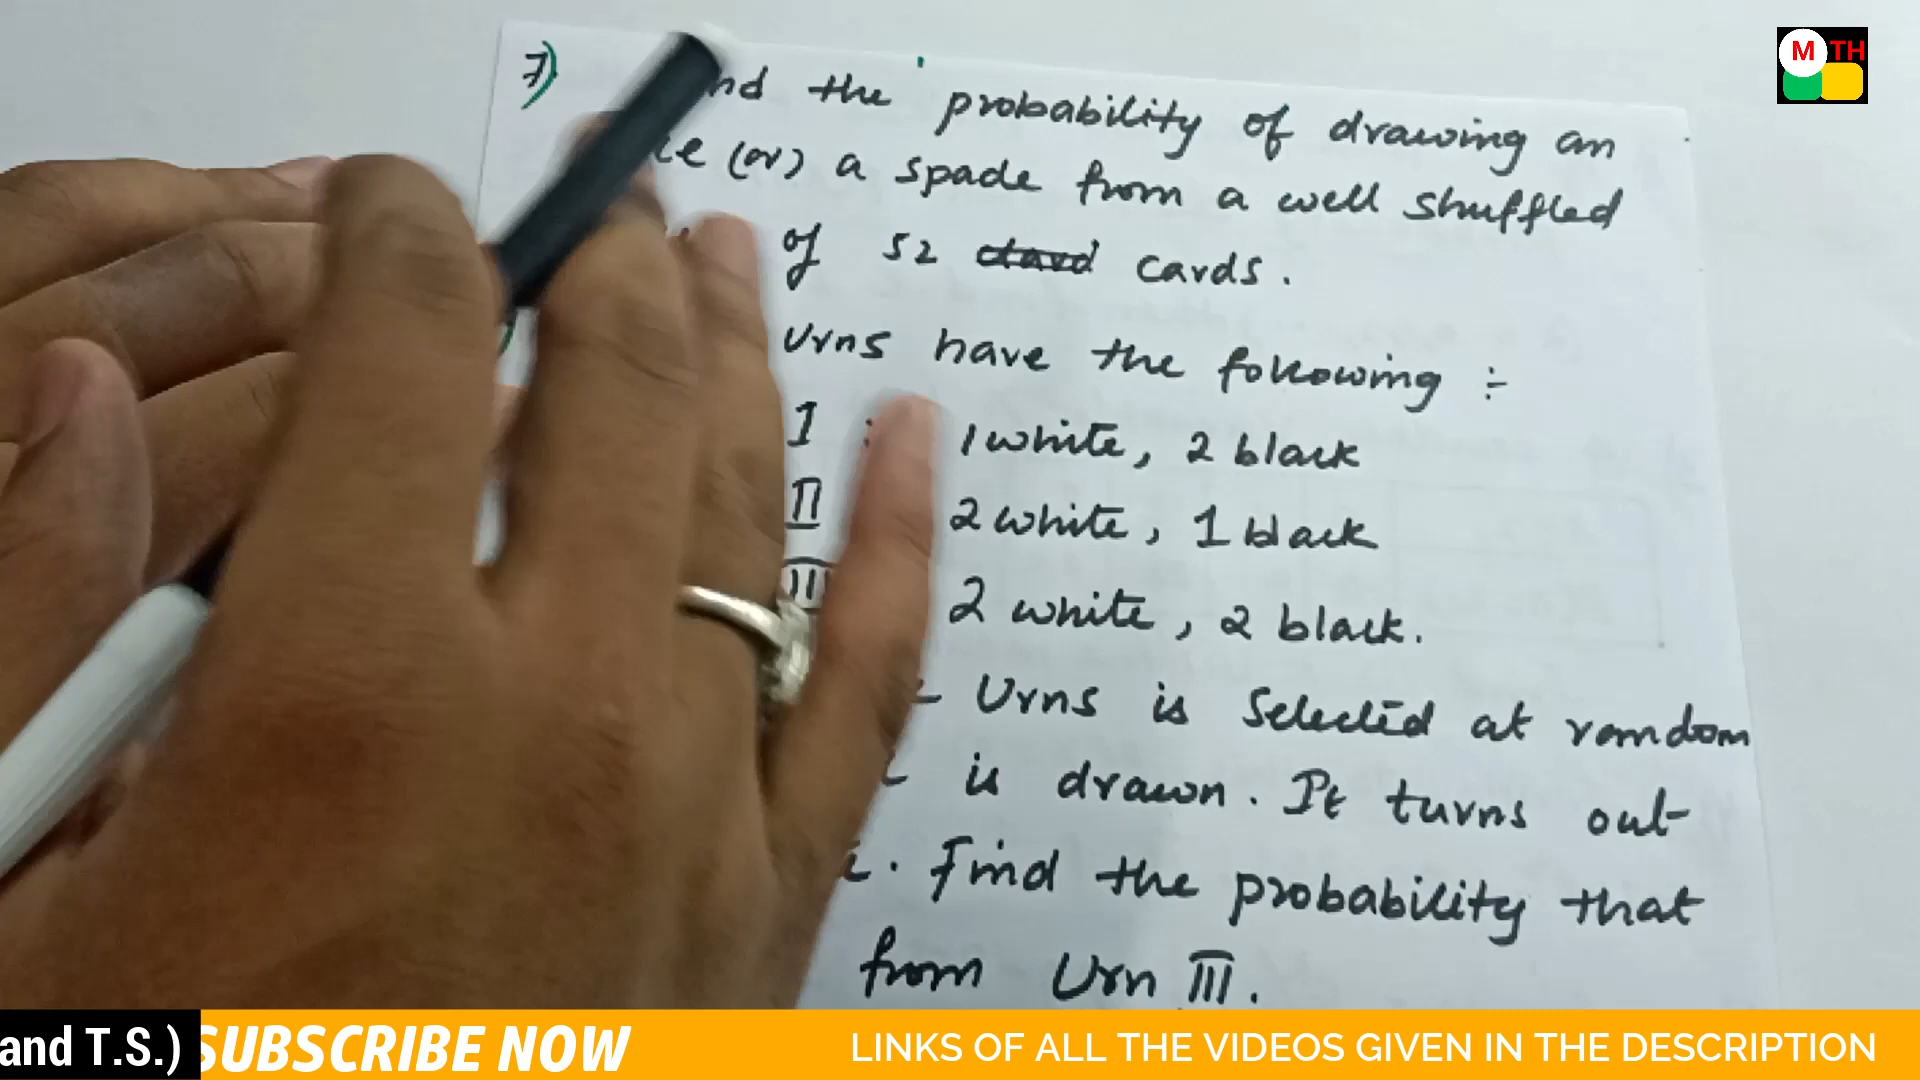 7) the probability of drawing an
(or) a spade from a well shuffled
of 52 cards.
Urns have the following :-
I : 1 white, 2 black
II 2 white, 1 black
III 2 white, 2 black.
Urns is Selected at random
is drawn. It turns out
Find the probability that
from Urn III.
M TH
and T.S.) SUBSCRIBE NOW LINKS OF ALL THE VIDEOS GIVEN IN THE DESCRIPTION